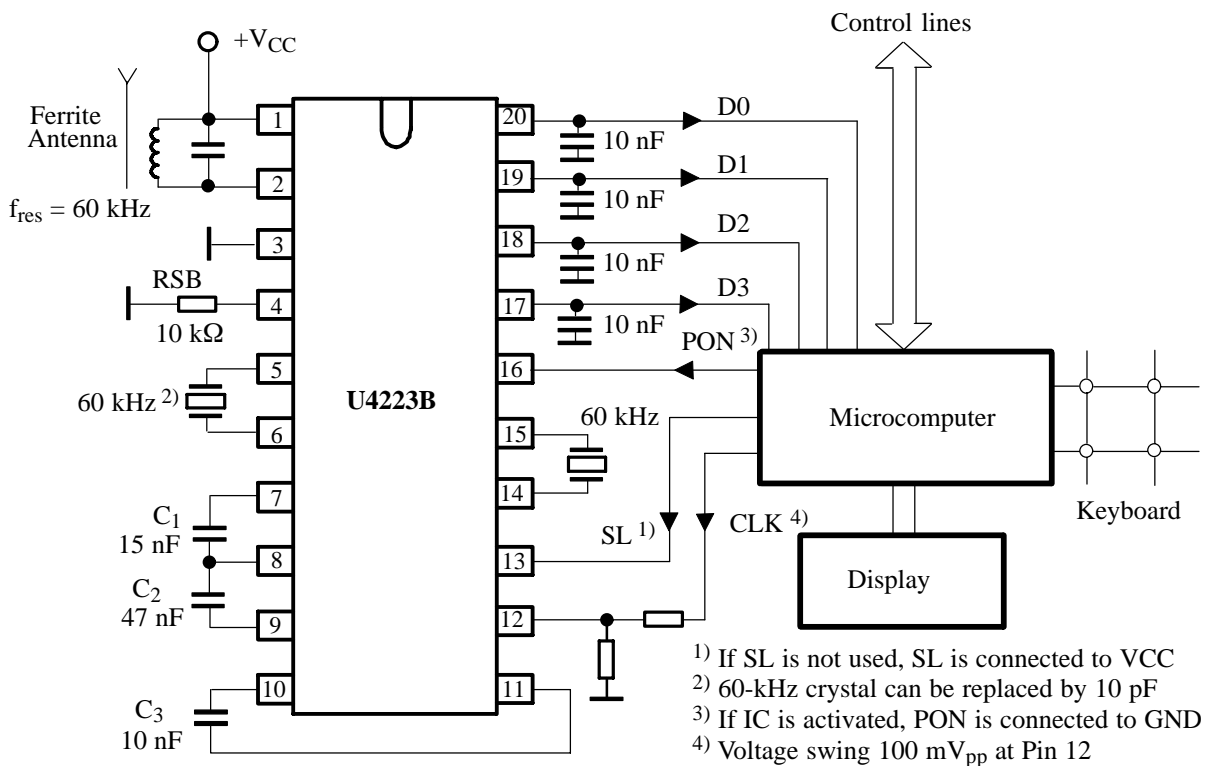 Control lines
+VCC
Ferrite
Antenna
fres = 60 kHz
1
2
3
RSB
4
10 kΩ
5
60 kHz 2)
6
7
C1
15 nF
8
C2
47 nF
9
10
C3
10 nF
U4223B
20
D0
10 nF
19
D1
10 nF
18
D2
10 nF
17
D3
10 nF
PON 3)
16
15
60 kHz
14
SL 1)
CLK 4)
13
12
11
Microcomputer
Keyboard
Display
1) If SL is not used, SL is connected to VCC
2) 60-kHz crystal can be replaced by 10 pF
3) If IC is activated, PON is connected to GND
4) Voltage swing 100 mVpp at Pin 12